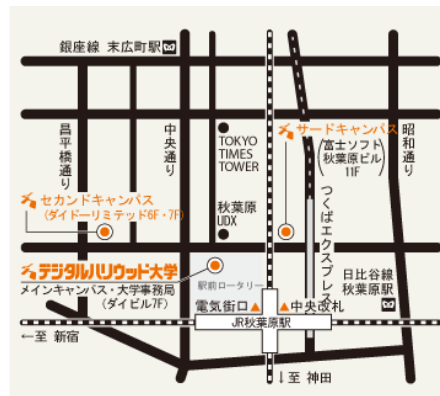 銀座線 末広町駅
昌平橋通り
中央通り
TOKYO
TIMES
TOWER
サードキャンパス
(富士ソフト
秋葉原ビル
11F)
昭和通り
つくばエクスプレス
セカンドキャンパス
(ダイドーリミテッド6F・7F)
秋葉原
UDX
デジタルハリウッド大学
メインキャンパス・大学事務局
(ダイビル7F)
駅前ロータリー
日比谷線
秋葉原駅
電気街口
中央改札
JR秋葉原駅
←至 新宿
↓至 神田